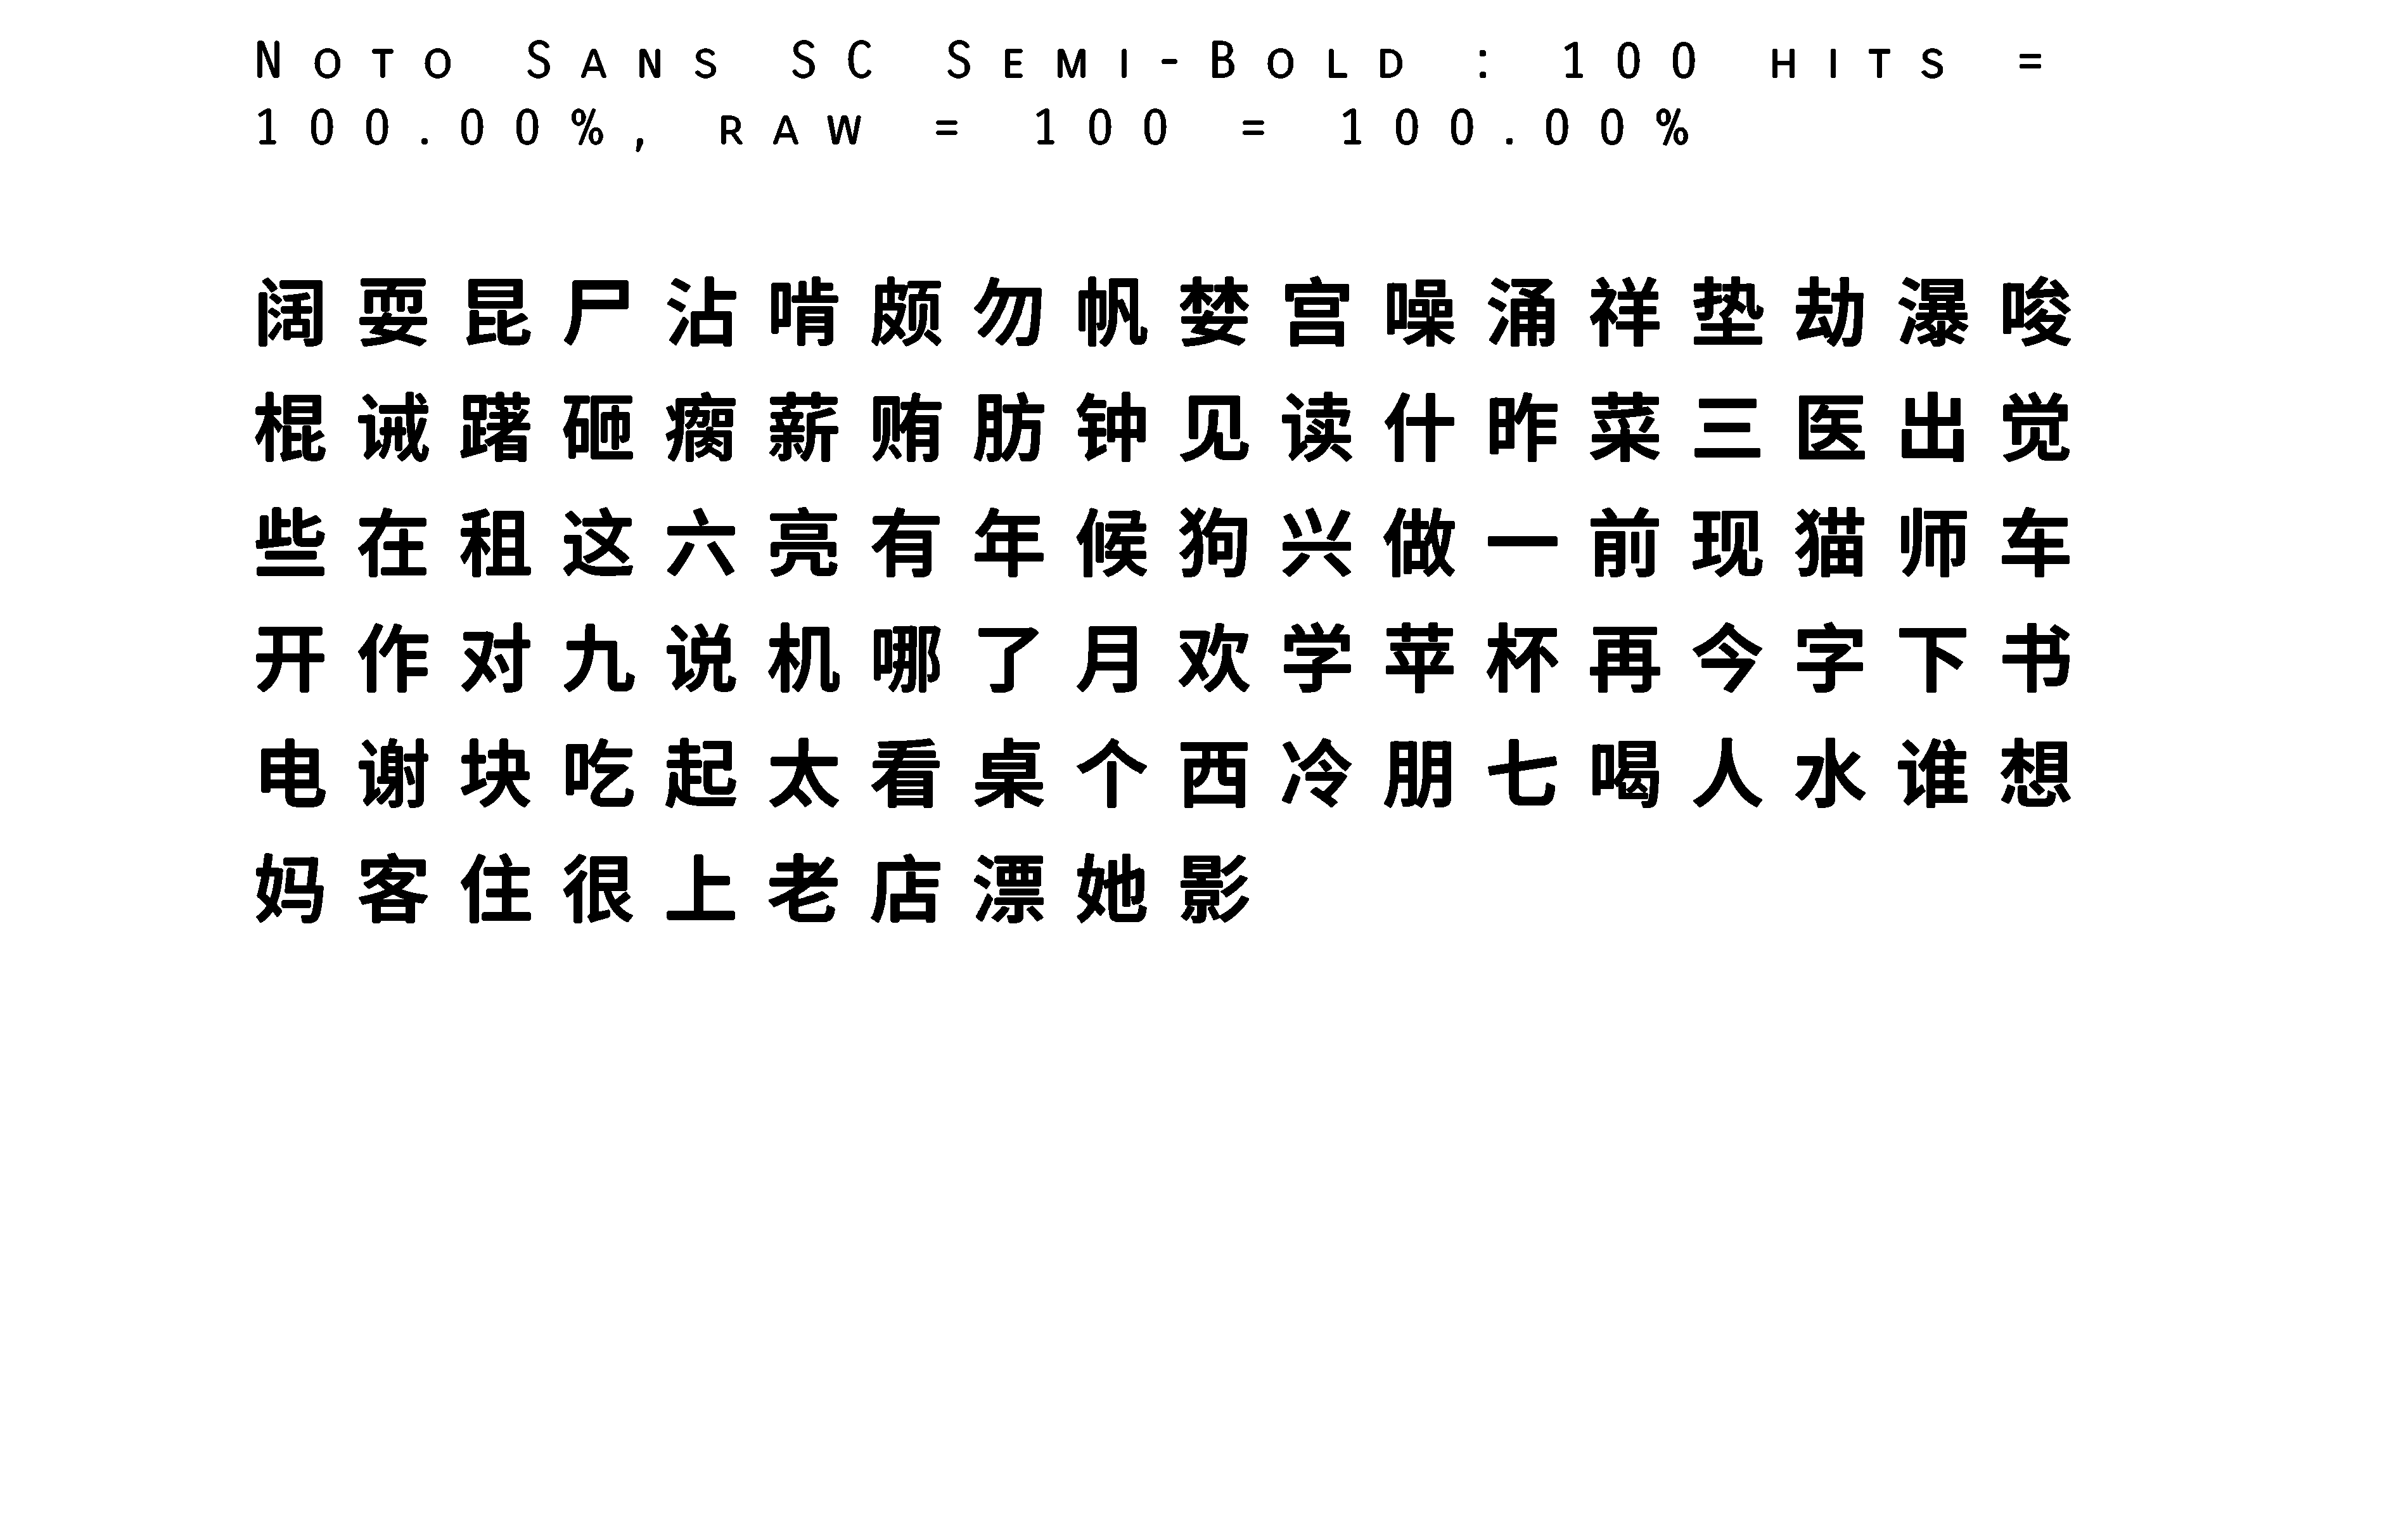 Noto Sans SC Semi-Bold : 100 hits =
100.00%, raw = 100 = 100.00%
阔耍昆尸沾啃颇勿帆婪宫噪涌祥垫劫瀑唆
棍诫躇砸瘸薪贿肪钟见读什昨菜三医出觉
些在租这六亮有年候狗兴做一前现猫师车
开作对九说机哪了月欢学苹杯再今字下书
电谢块吃起太看桌个西冷朋七喝人水谁想
妈客住很上老店漂她影